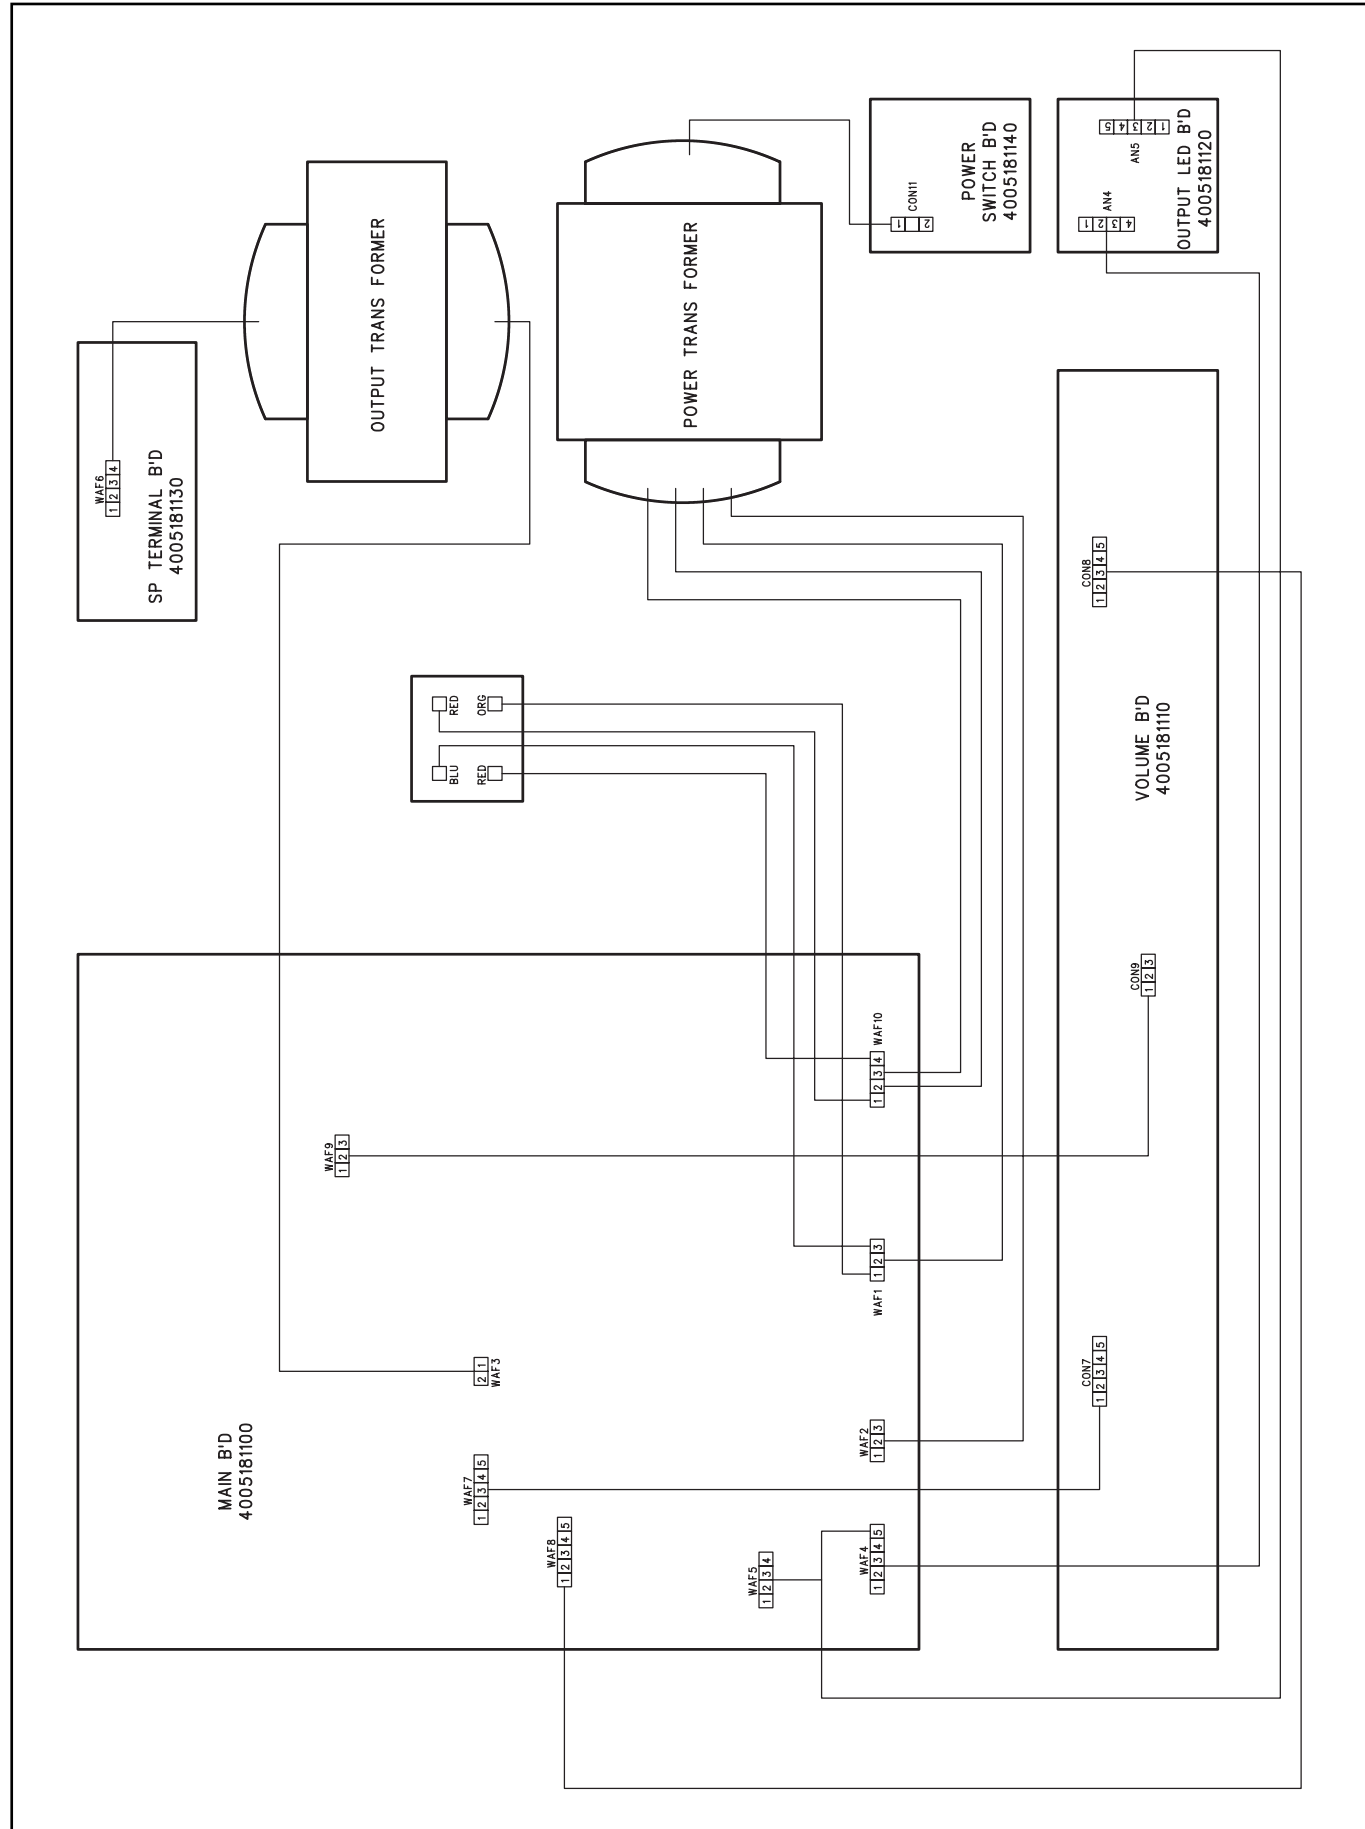 WAF6
1 2 3 4
SP TERMINAL B'D
4005181130
OUTPUT TRANS FORMER
POWER TRANS FORMER
CON11
1 2
POWER
SWITCH B'D
4005181140
AN5
5 4 3 2 1
AN4
1 2 3 4
OUTPUT LED B'D
4005181120
RED
ORG
BLU
RED
CON8
1 2 3 4 5
VOLUME B'D
4005181110
CON9
1 2 3
CON7
1 2 3 4 5
WAF10
1 2 3 4
WAF9
1 2 3
WAF1
1 2 3
WAF3
2 1
MAIN B'D
4005181100
WAF2
1 2 3
WAF7
1 2 3 4 5
WAF8
1 2 3 4 5
WAF5
1 2 3 4
WAF4
1 2 3 4 5